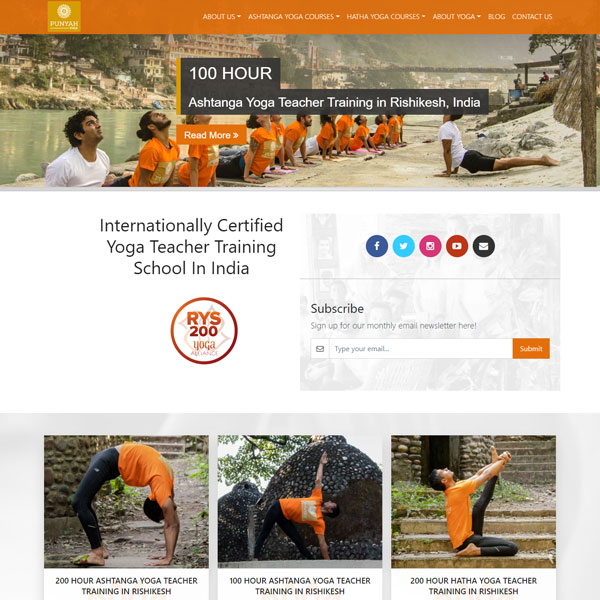 PUNYAH
ABOUT US
ASHTANGA YOGA COURSES
HATHA YOGA COURSES
ABOUT YOGA
BLOG
CONTACT US
100 HOUR
Ashtanga Yoga Teacher Training in Rishikesh, India
Read More »
Internationally Certified
Yoga Teacher Training
School In India
RYS
200
yoga
ALLIANCE
Subscribe
Sign up for our monthly email newsletter here!
Type your email...
Submit
200 HOUR ASHTANGA YOGA TEACHER
TRAINING IN RISHIKESH
100 HOUR ASHTANGA YOGA TEACHER
TRAINING IN RISHIKESH
200 HOUR HATHA YOGA TEACHER
TRAINING IN RISHIKESH